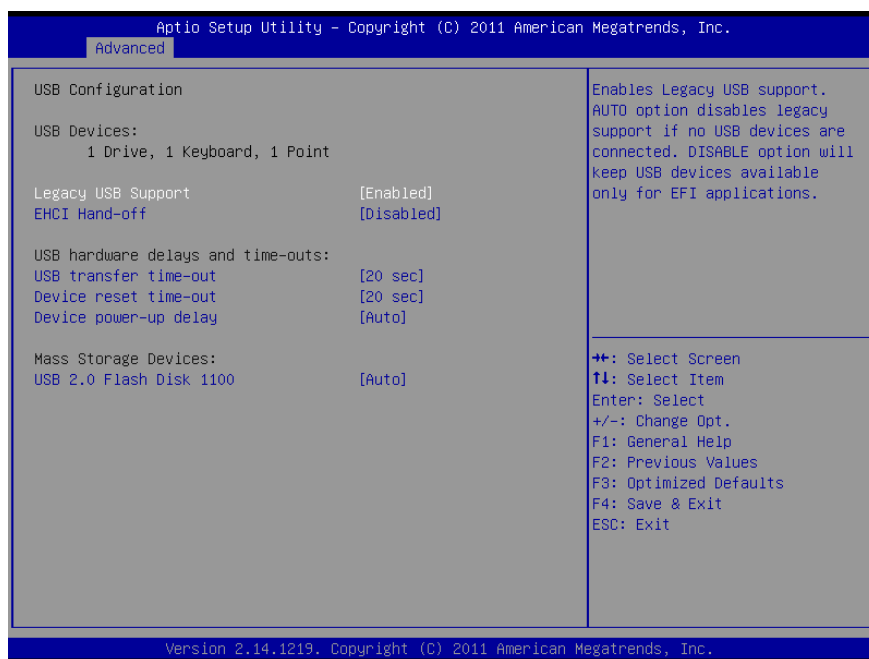 Aptio Setup Utility – Copyright (C) 2011 American Megatrends, Inc.
Advanced
USB Configuration
USB Devices:
1 Drive, 1 Keyboard, 1 Point
Legacy USB Support [Enabled]
EHCI Hand-off [Disabled]
USB hardware delays and time-outs:
USB transfer time-out [20 sec]
Device reset time-out [20 sec]
Device power-up delay [Auto]
Mass Storage Devices:
USB 2.0 Flash Disk 1100 [Auto]
Enables Legacy USB support.
AUTO option disables legacy
support if no USB devices are
connected. DISABLE option will
keep USB devices available
only for EFI applications.
→←: Select Screen
↑↓: Select Item
Enter: Select
+/-: Change Opt.
F1: General Help
F2: Previous Values
F3: Optimized Defaults
F4: Save & Exit
ESC: Exit
Version 2.14.1219. Copyright (C) 2011 American Megatrends, Inc.